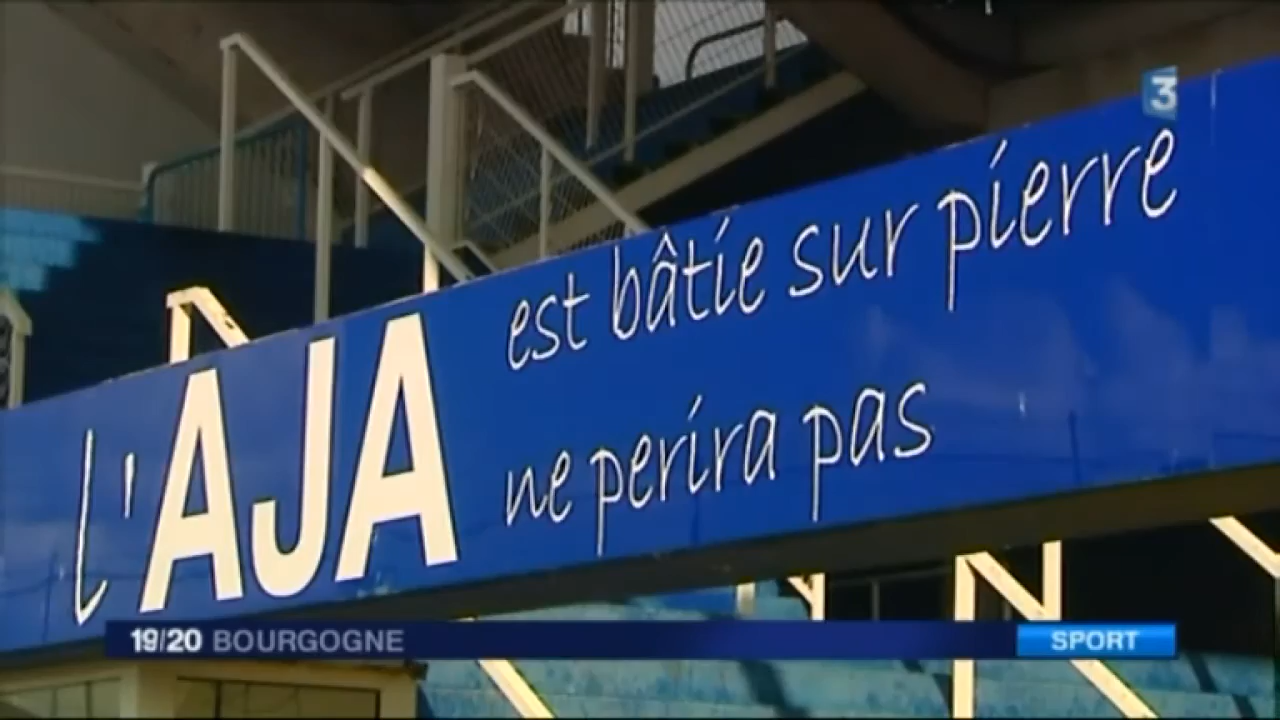 3
l'AJA est bâtie sur pierre
ne perira pas
19/20 BOURGOGNE
SPORT